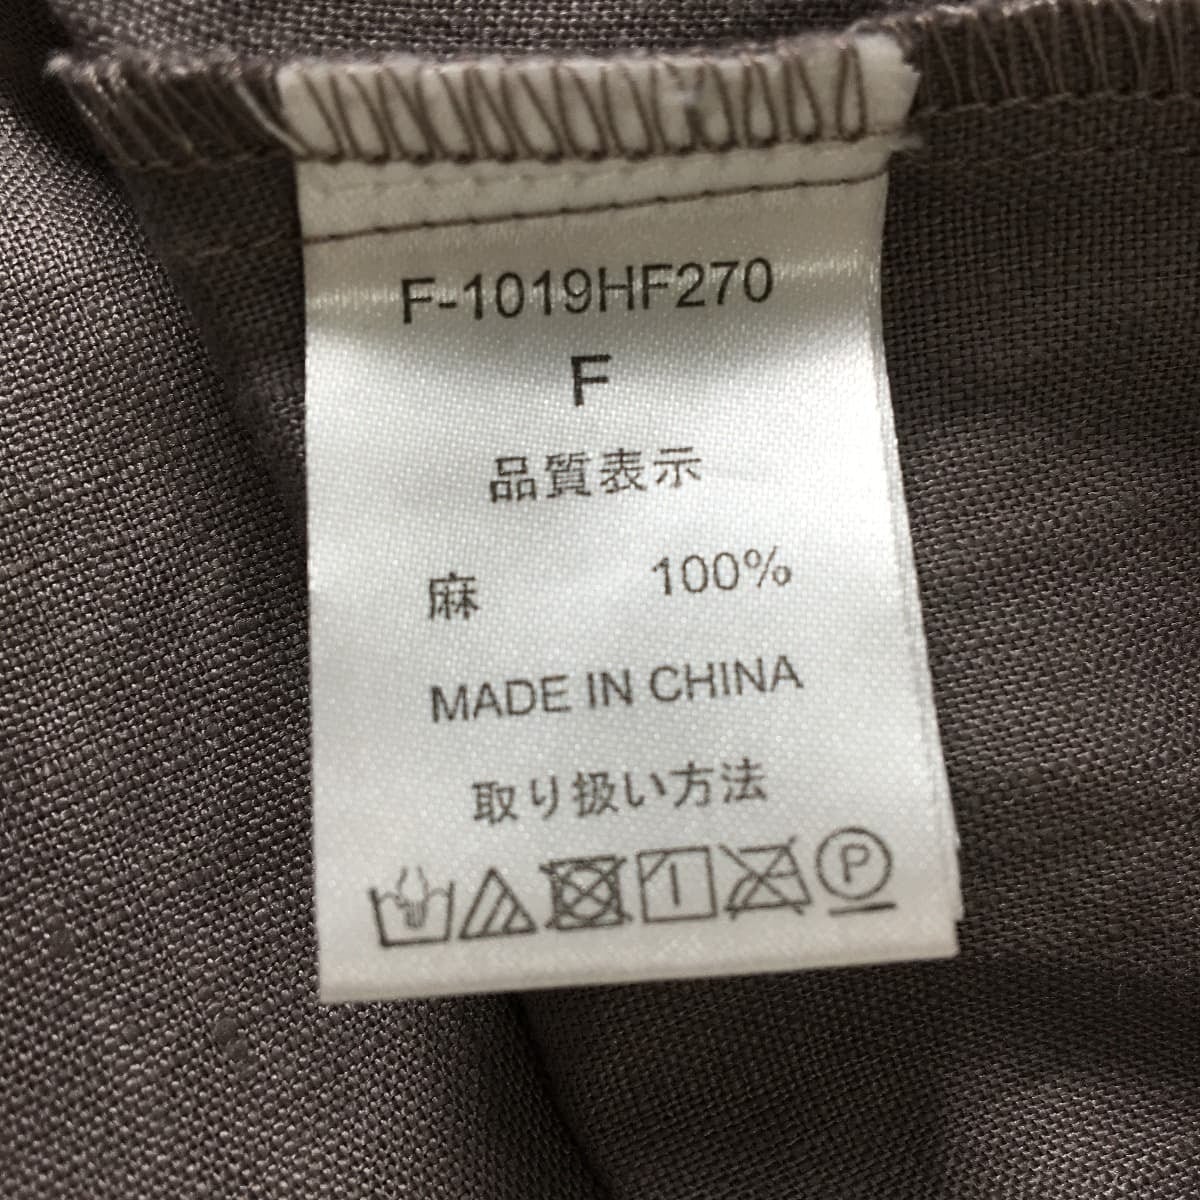 F-1019HF270
F
品質表示
麻 100%
MADE IN CHINA
取り扱い方法
P